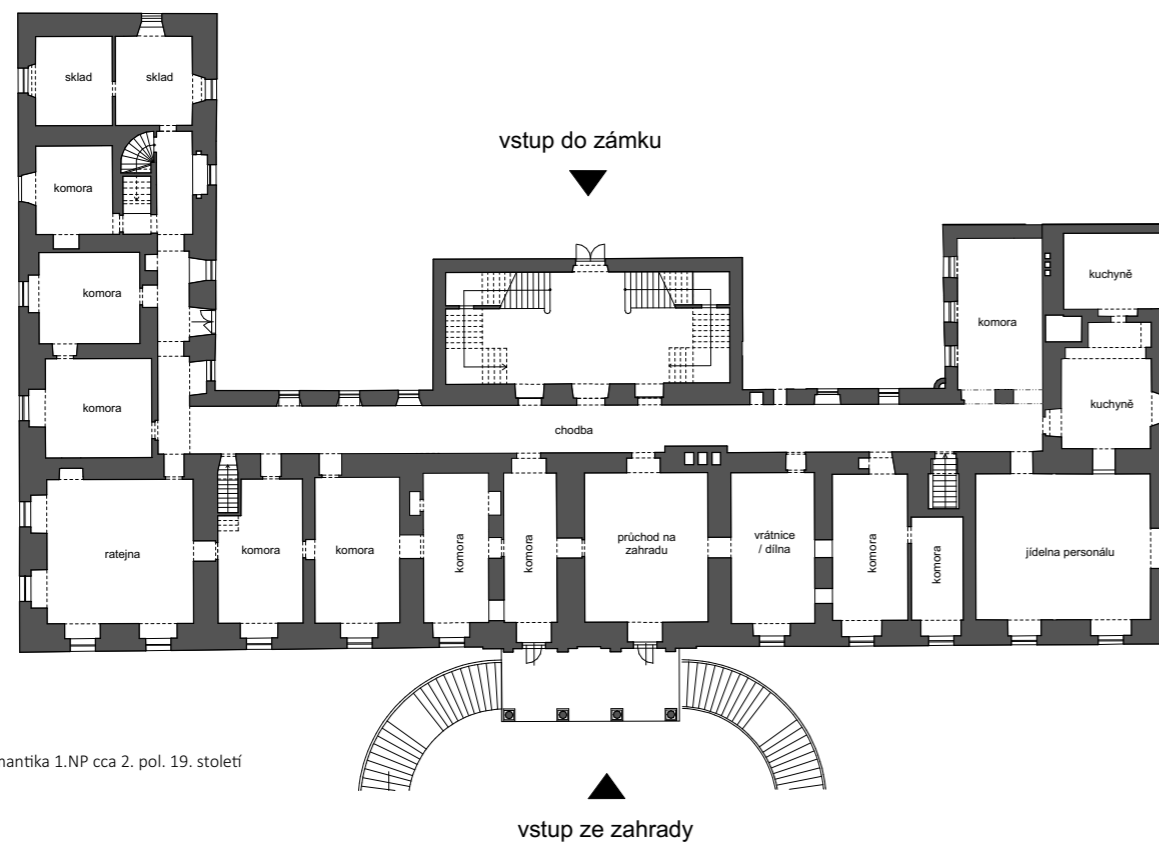 sklad
sklad
vstup do zámku
komora
kuchyně
komora
komora
komora
kuchyně
chodba
ratejna
komora
komora
komora
komora
průchod na
zahradu
vrátnice
/ dílna
komora
komora
jídelna personálu
mantika 1.NP cca 2. pol. 19. století
vstup ze zahrady